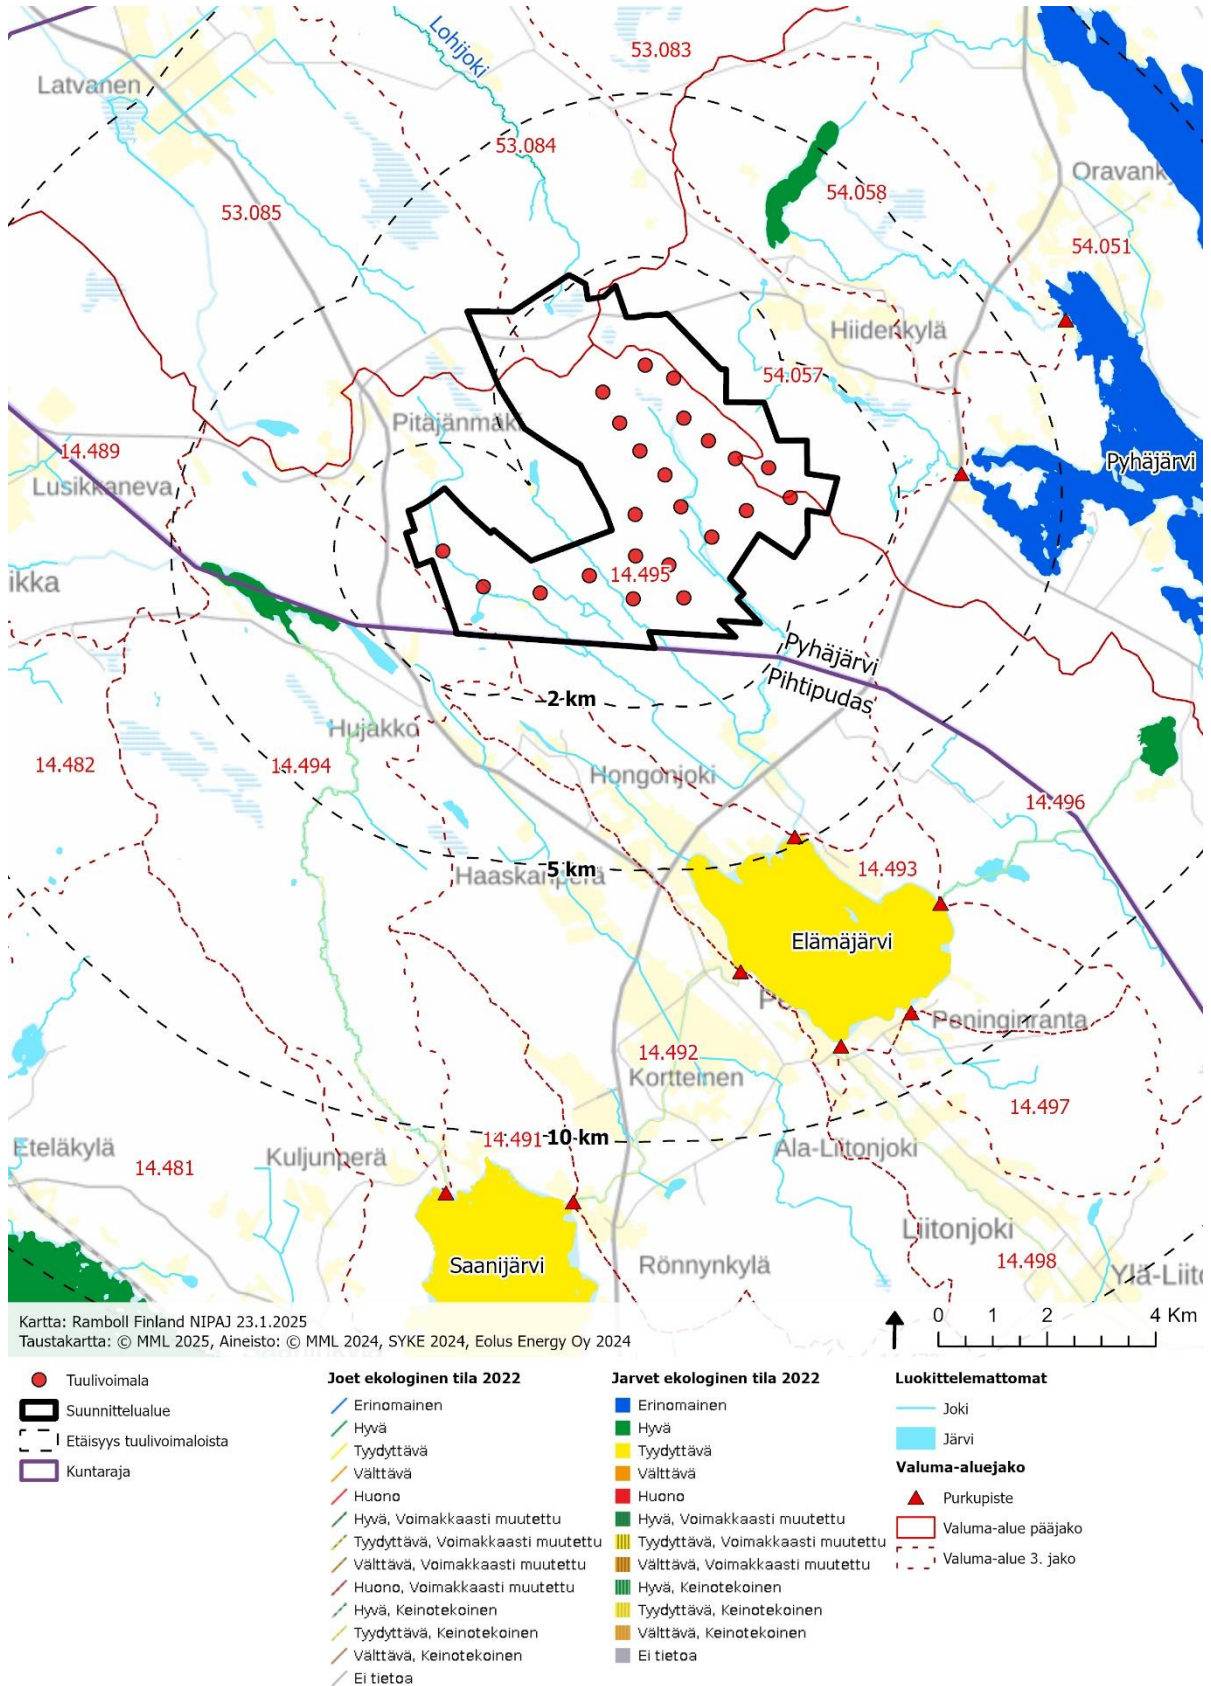 Lohijoki
53.083
Latvanen
53.084
Oravanky
54.058
53.085
54.051
Hiidenkylä
54.057
Pitäjänmäki
14.489
Lusikkaneva
Pyhäjärvi
ikka
14.495
Pyhäjärvi
Pihtipudas
2 km
Hujakko
14.482
14.494
Hongonjoki
14.496
5 km
Haaskanperä
14.493
Elämäjärvi
Peninginranta
14.492
Kortteinen
14.497
14.491
10 km
Eteläkylä
Kuljunperä
Ala-Liitonjoki
14.481
Liitonjoki
Saanijärvi
Rönnynkylä
14.498
Ylä-Liito
Kartta: Ramboll Finland NIPAJ 23.1.2025
Taustakartta: © MML 2025, Aineisto: © MML 2024, SYKE 2024, Eolus Energy Oy 2024
0 1 2 4 Km
Tuulivoimala
Suunnittelualue
Etäisyys tuulivoimaloista
Kuntaraja
Joet ekologinen tila 2022
Erinomainen
Hyvä
Tyydyttävä
Välttävä
Huono
Hyvä, Voimakkaasti muutettu
Tyydyttävä, Voimakkaasti muutettu
Välttävä, Voimakkaasti muutettu
Huono, Voimakkaasti muutettu
Hyvä, Keinotekoinen
Tyydyttävä, Keinotekoinen
Välttävä, Keinotekoinen
Ei tietoa
Jarvet ekologinen tila 2022
Erinomainen
Hyvä
Tyydyttävä
Välttävä
Huono
Hyvä, Voimakkaasti muutettu
Tyydyttävä, Voimakkaasti muutettu
Välttävä, Voimakkaasti muutettu
Hyvä, Keinotekoinen
Tyydyttävä, Keinotekoinen
Välttävä, Keinotekoinen
Ei tietoa
Luokittelemattomat
Joki
Järvi
Valuma-aluejako
Purkupiste
Valuma-alue pääjako
Valuma-alue 3. jako